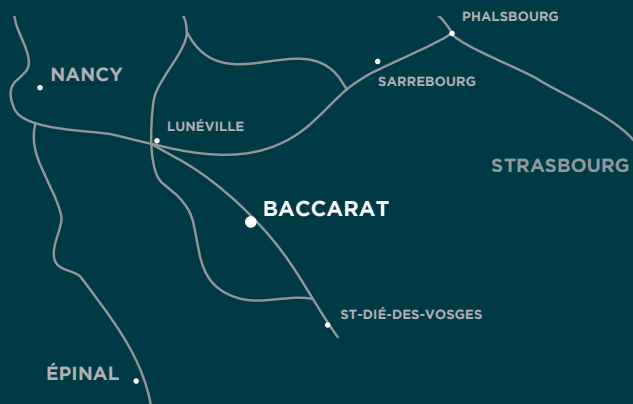 PHALSBOURG
NANCY
SARREBOURG
LUNÉVILLE
STRASBOURG
BACCARAT
ST-DIÉ-DES-VOSGES
ÉPINAL